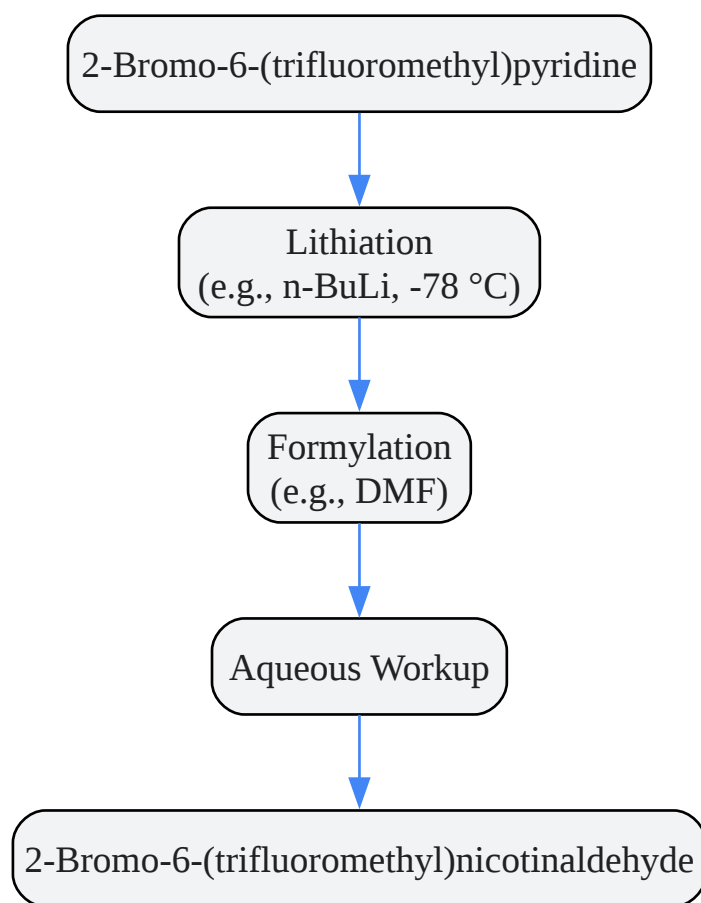 2-Bromo-6-(trifluoromethyl)pyridine
Lithiation
(e.g., n-BuLi, -78 °C)
Formylation
(e.g., DMF)
Aqueous Workup
2-Bromo-6-(trifluoromethyl)nicotinaldehyde